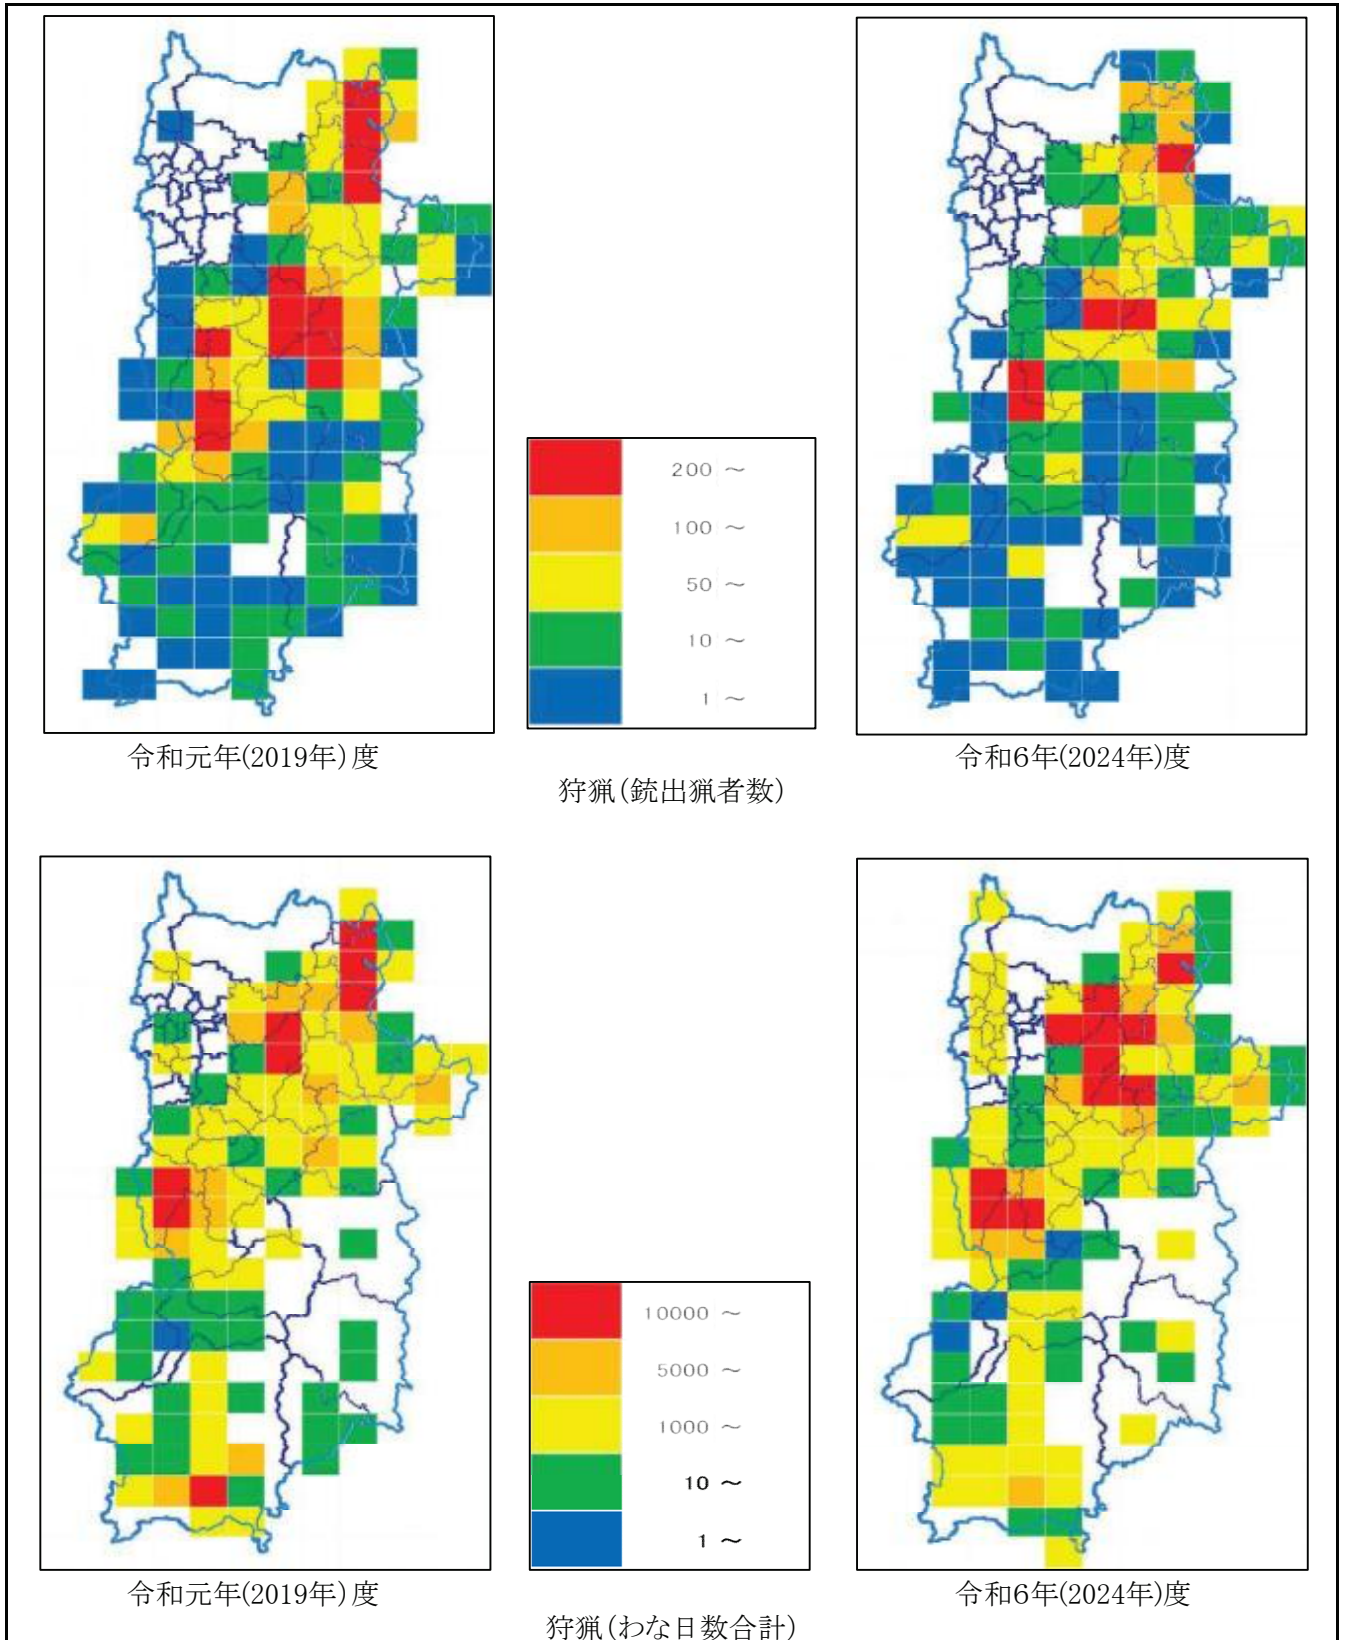 200 ～
100 ～
50 ～
10 ～
1 ～
令和元年(2019年)度
令和6年(2024年)度
狩猟(銃出猟者数)
10000 ～
5000 ～
1000 ～
10 ～
1 ～
令和元年(2019年)度
令和6年(2024年)度
狩猟(わな日数合計)